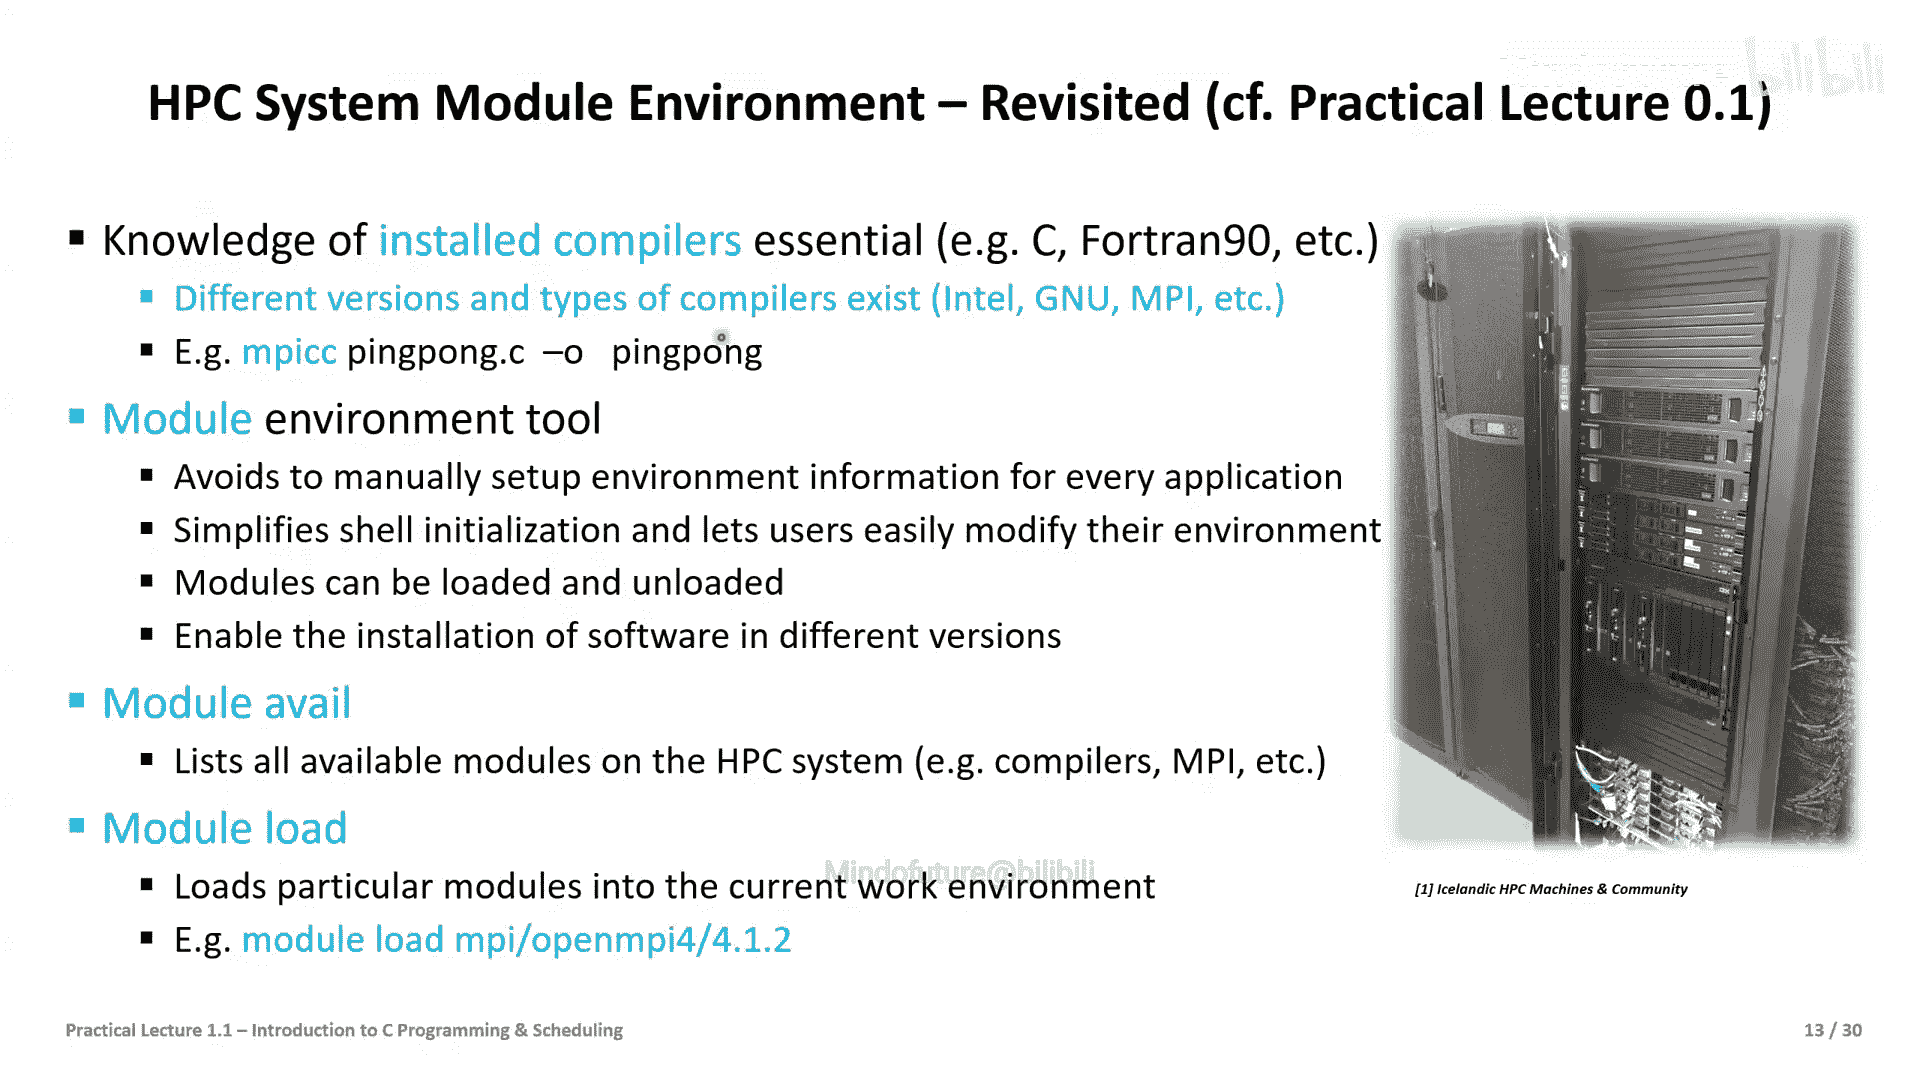 bilibili
HPC System Module Environment – Revisited (cf. Practical Lecture 0.1)
▪ Knowledge of installed compilers essential (e.g. C, Fortran90, etc.)
▪ Different versions and types of compilers exist (Intel, GNU, MPI, etc.)
▪ E.g. mpicc pingpong.c –o pingpong
▪ Module environment tool
▪ Avoids to manually setup environment information for every application
▪ Simplifies shell initialization and lets users easily modify their environment
▪ Modules can be loaded and unloaded
▪ Enable the installation of software in different versions
▪ Module avail
▪ Lists all available modules on the HPC system (e.g. compilers, MPI, etc.)
▪ Module load
Mindofuture@bilibili
▪ Loads particular modules into the current work environment
[1] Icelandic HPC Machines & Community
▪ E.g. module load mpi/openmpi4/4.1.2
Practical Lecture 1.1 – Introduction to C Programming & Scheduling
13 / 30